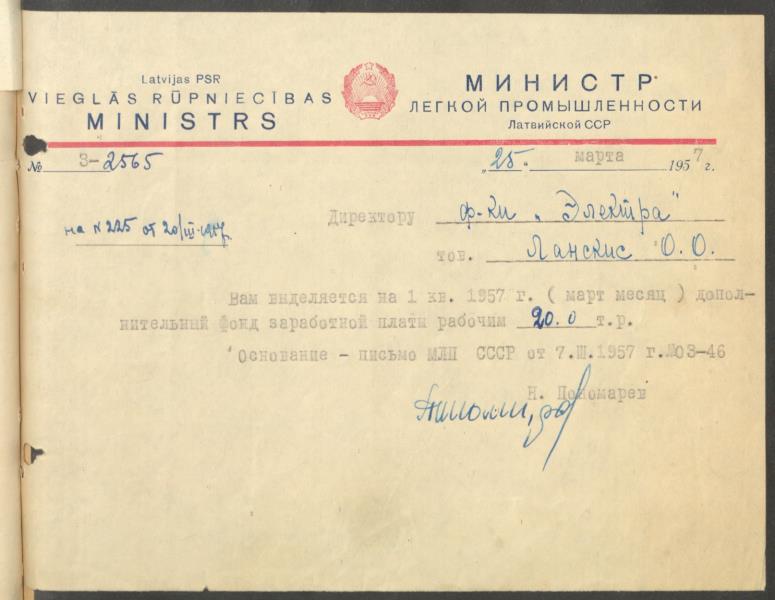 Latvijas PSR
VIEGLĀS RŪPNIECĪBAS
MINISTRS
МИНИСТР
ЛЕГКОЙ ПРОМЫШЛЕННОСТИ
Латвийской ССР
№ 3-2565
„25" марта 1957 г.
на N 225 от 20/III-1957
Директору ф-ки „Электра"
тов. Ланскис О.О.
Вам выделяется на 1 кв. 1957 г. ( март месяц ) допол-
нительный фонд заработной платы рабочим 20.0 т.р.
Основание - письмо МЛП СССР от 7.III.1957 г.№03-46
Н. Пономарев